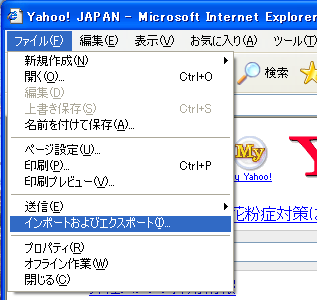 Yahoo! JAPAN - Microsoft Internet Explorer
ファイル(F) 編集(E) 表示(V) お気に入り(A) ツール(T)
新規作成(N)
開く(O)... Ctrl+O
編集(D)
上書き保存(S) Ctrl+S
名前を付けて保存(A)...
ページ設定(U)...
印刷(P)... Ctrl+P
印刷プレビュー(V)...
送信(E)
インポートおよびエクスポート(I)...
プロパティ(R)
オフライン作業(W)
閉じる(C)
検索
My
y Yahoo!
Y
花粉症対策